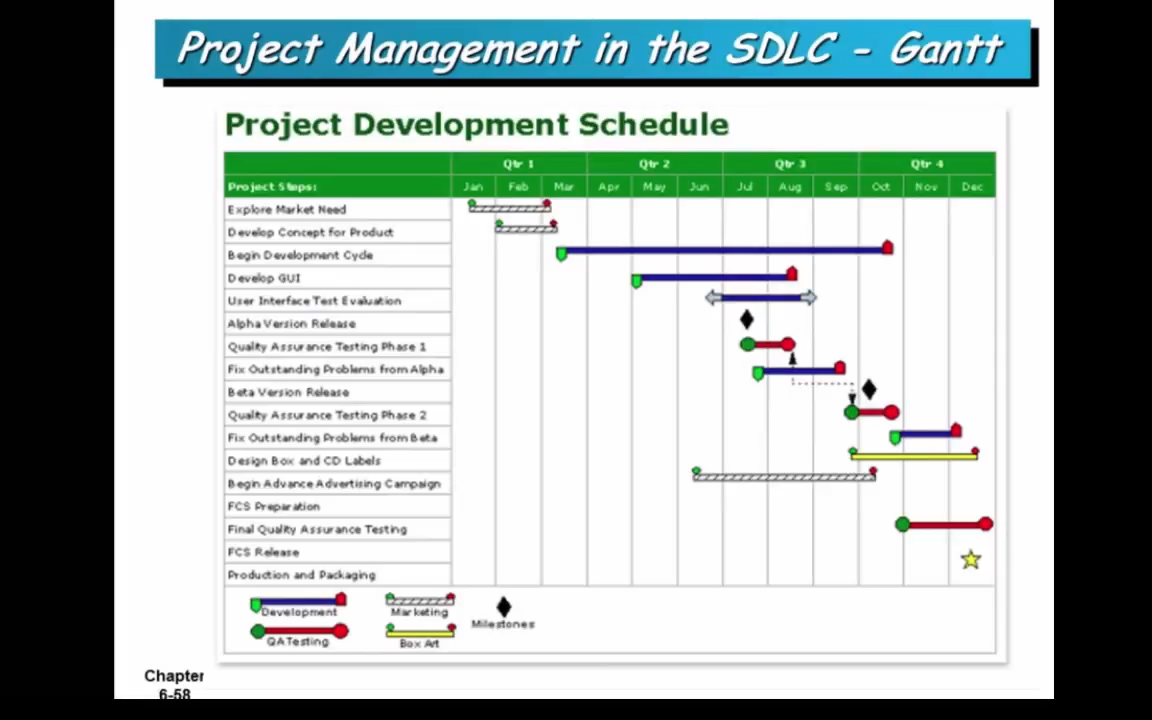 Project Management in the SDLC - Gantt
Project Development Schedule
Qtr 1 Qtr 2 Qtr 3 Qtr 4
Project Steps: Jan Feb Mar Apr May Jun Jul Aug Sep Oct Nov Dec
Explore Market Need
Develop Concept for Product
Begin Development Cycle
Develop GUI
User Interface Test Evaluation
Alpha Version Release
Quality Assurance Testing Phase 1
Fix Outstanding Problems from Alpha
Beta Version Release
Quality Assurance Testing Phase 2
Fix Outstanding Problems from Beta
Design Box and CD Labels
Begin Advance Advertising Campaign
FCS Preparation
Final Quality Assurance Testing
FCS Release
Production and Packaging
Development Marketing Milestones
QA Testing Box Art
Chapter
6-58